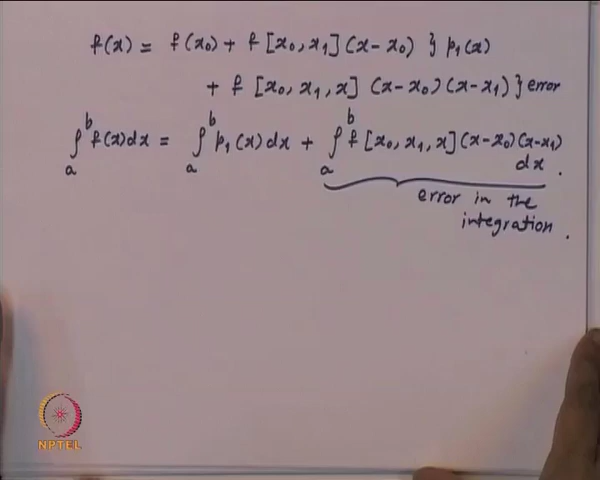 f(x) = f(x₀) + f[x₀, x₁](x-x₀) } p₁(x)
+ f[x₀, x₁, x] (x-x₀)(x-x₁) } error
∫ₐᵇ f(x)dx = ∫ₐᵇ p₁(x)dx + ∫ₐᵇ f[x₀, x₁, x](x-x₀)(x-x₁)
dx.
error in the
integration.
NPTEL